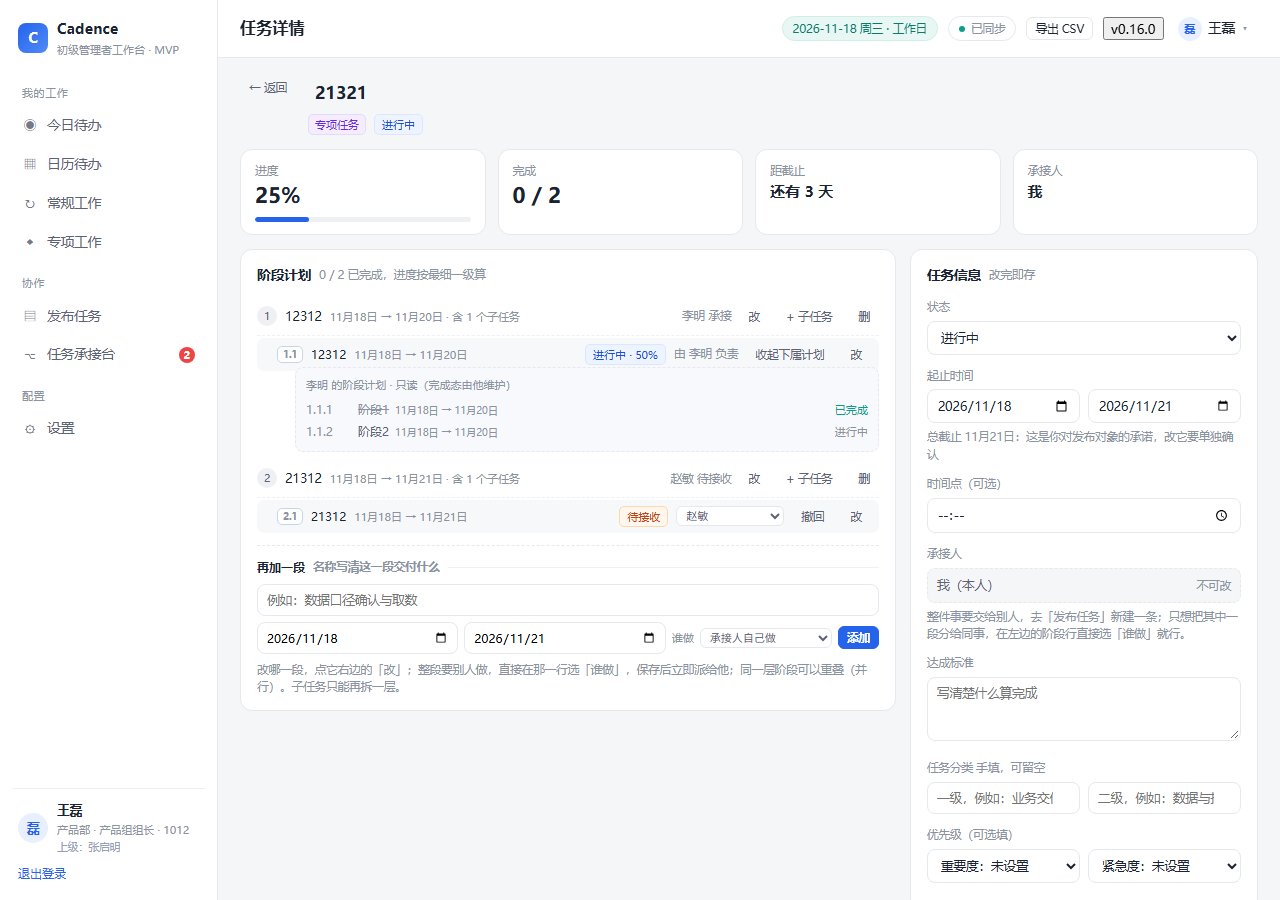 C
Cadence
初级管理者工作台 · MVP
我的工作
今日待办
日历待办
常规工作
专项工作
协作
发布任务
任务承接台
2
配置
设置
磊
王磊
产品部 · 产品组组长 · 1012
上级：张启明
退出登录
任务详情
2026-11-18 周三 · 工作日
已同步
导出 CSV
v0.16.0
磊
王磊
← 返回
21321
专项任务
进行中
进度
25%
完成
0 / 2
距截止
还有 3 天
承接人
我
阶段计划 0 / 2 已完成，进度按最细一级算
1 12312 11月18日 → 11月20日 · 含 1 个子任务 李明 承接 改 + 子任务 删
1.1 12312 11月18日 → 11月20日 进行中 · 50% 由 李明 负责 收起下属计划 改
李明 的阶段计划 · 只读（完成态由他维护）
1.1.1 阶段1 11月18日 → 11月20日 已完成
1.1.2 阶段2 11月18日 → 11月20日 进行中
2 21312 11月18日 → 11月21日 · 含 1 个子任务 赵敏 待接收 改 + 子任务 删
2.1 21312 11月18日 → 11月21日 待接收 赵敏 撤回 改
再加一段 名称写清这一段交付什么
例如：数据口径确认与取数
2026/11/18 2026/11/21 谁做 承接人自己做 添加
改哪一段，点它右边的「改」；整段要别人做，直接在那一行选「谁做」，保存后立即派给他；同一层阶段可以重叠（并
行）。子任务只能再拆一层。
任务信息 改完即存
状态
进行中
起止时间
2026/11/18 2026/11/21
总截止 11月21日：这是你对发布对象的承诺，改它要单独确
认
时间点（可选）
--:--
承接人
我（本人） 不可改
整件事要交给别人，去「发布任务」新建一条；只想把其中一
段分给同事，在左边的阶段行直接选「谁做」就行。
达成标准
写清楚什么算完成
任务分类 手填，可留空
一级，例如：业务交付
二级，例如：数据与报
优先级（可选填）
重要度：未设置 紧急度：未设置